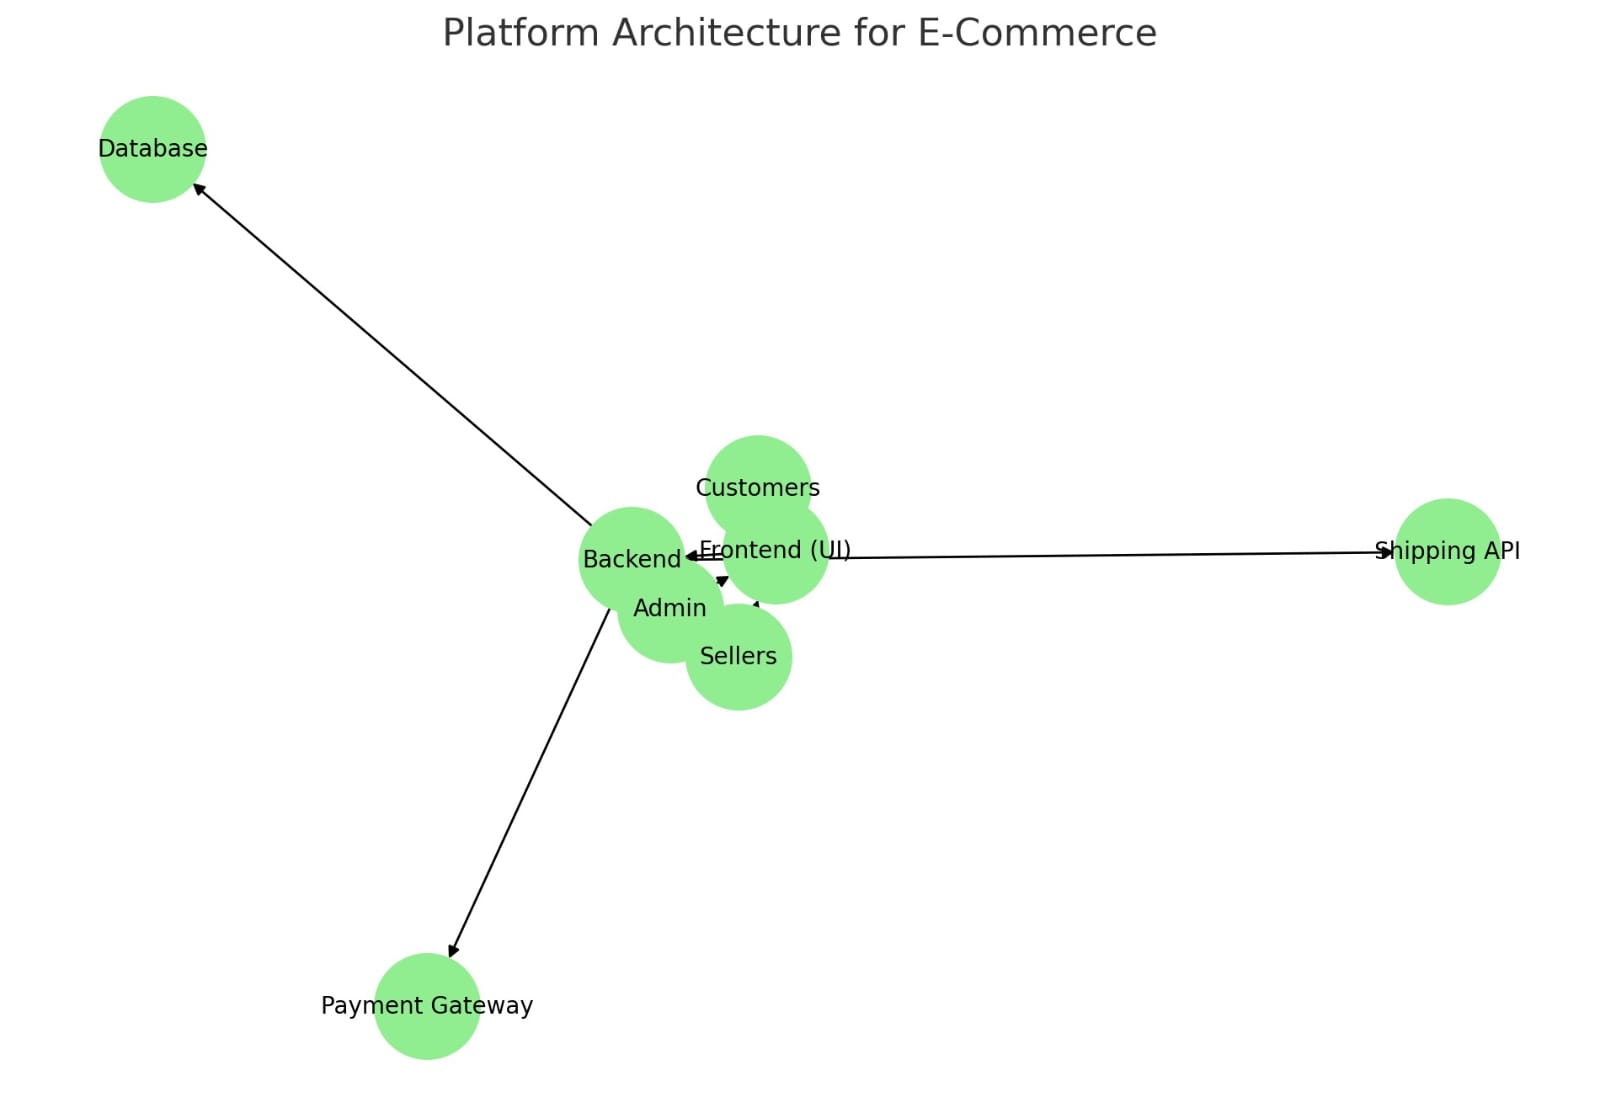 Platform Architecture for E-Commerce
Database
Customers
Frontend (UI)
Shipping API
Backend
Admin
Sellers
Payment Gateway